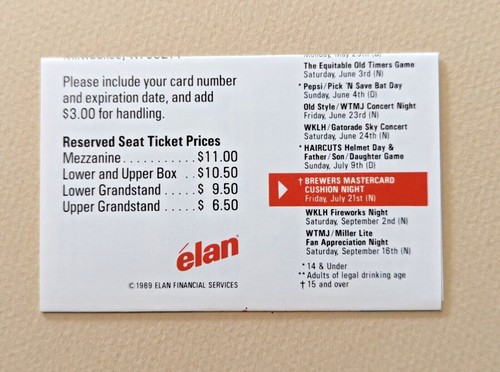 Please include your card number
and expiration date, and add
$3.00 for handling.
Reserved Seat Ticket Prices
Mezzanine . . . . . . . . . . . $11.00
Lower and Upper Box . . $10.50
Lower Grandstand . . . . $ 9.50
Upper Grandstand . . . . . $ 6.50
élan
© 1989 ELAN FINANCIAL SERVICES
The Equitable Old Timers Game
Saturday, June 3rd (N)
* Pepsi/Pick 'N Save Bat Day
Sunday, June 4th (D)
Old Style/WTMJ Concert Night
Friday, June 23rd (N)
WKLH/Gatorade Sky Concert
Saturday, June 24th (N)
* HAIRCUTS Helmet Day &
Father/Son/Daughter Game
Sunday, July 9th (D)
† BREWERS MASTERCARD
CUSHION NIGHT
Friday, July 21st (N)
WKLH Fireworks Night
Saturday, September 2nd (N)
WTMJ/Miller Lite
Fan Appreciation Night
Saturday, September 16th (N)
* 14 & Under
** Adults of legal drinking age
† 15 and over